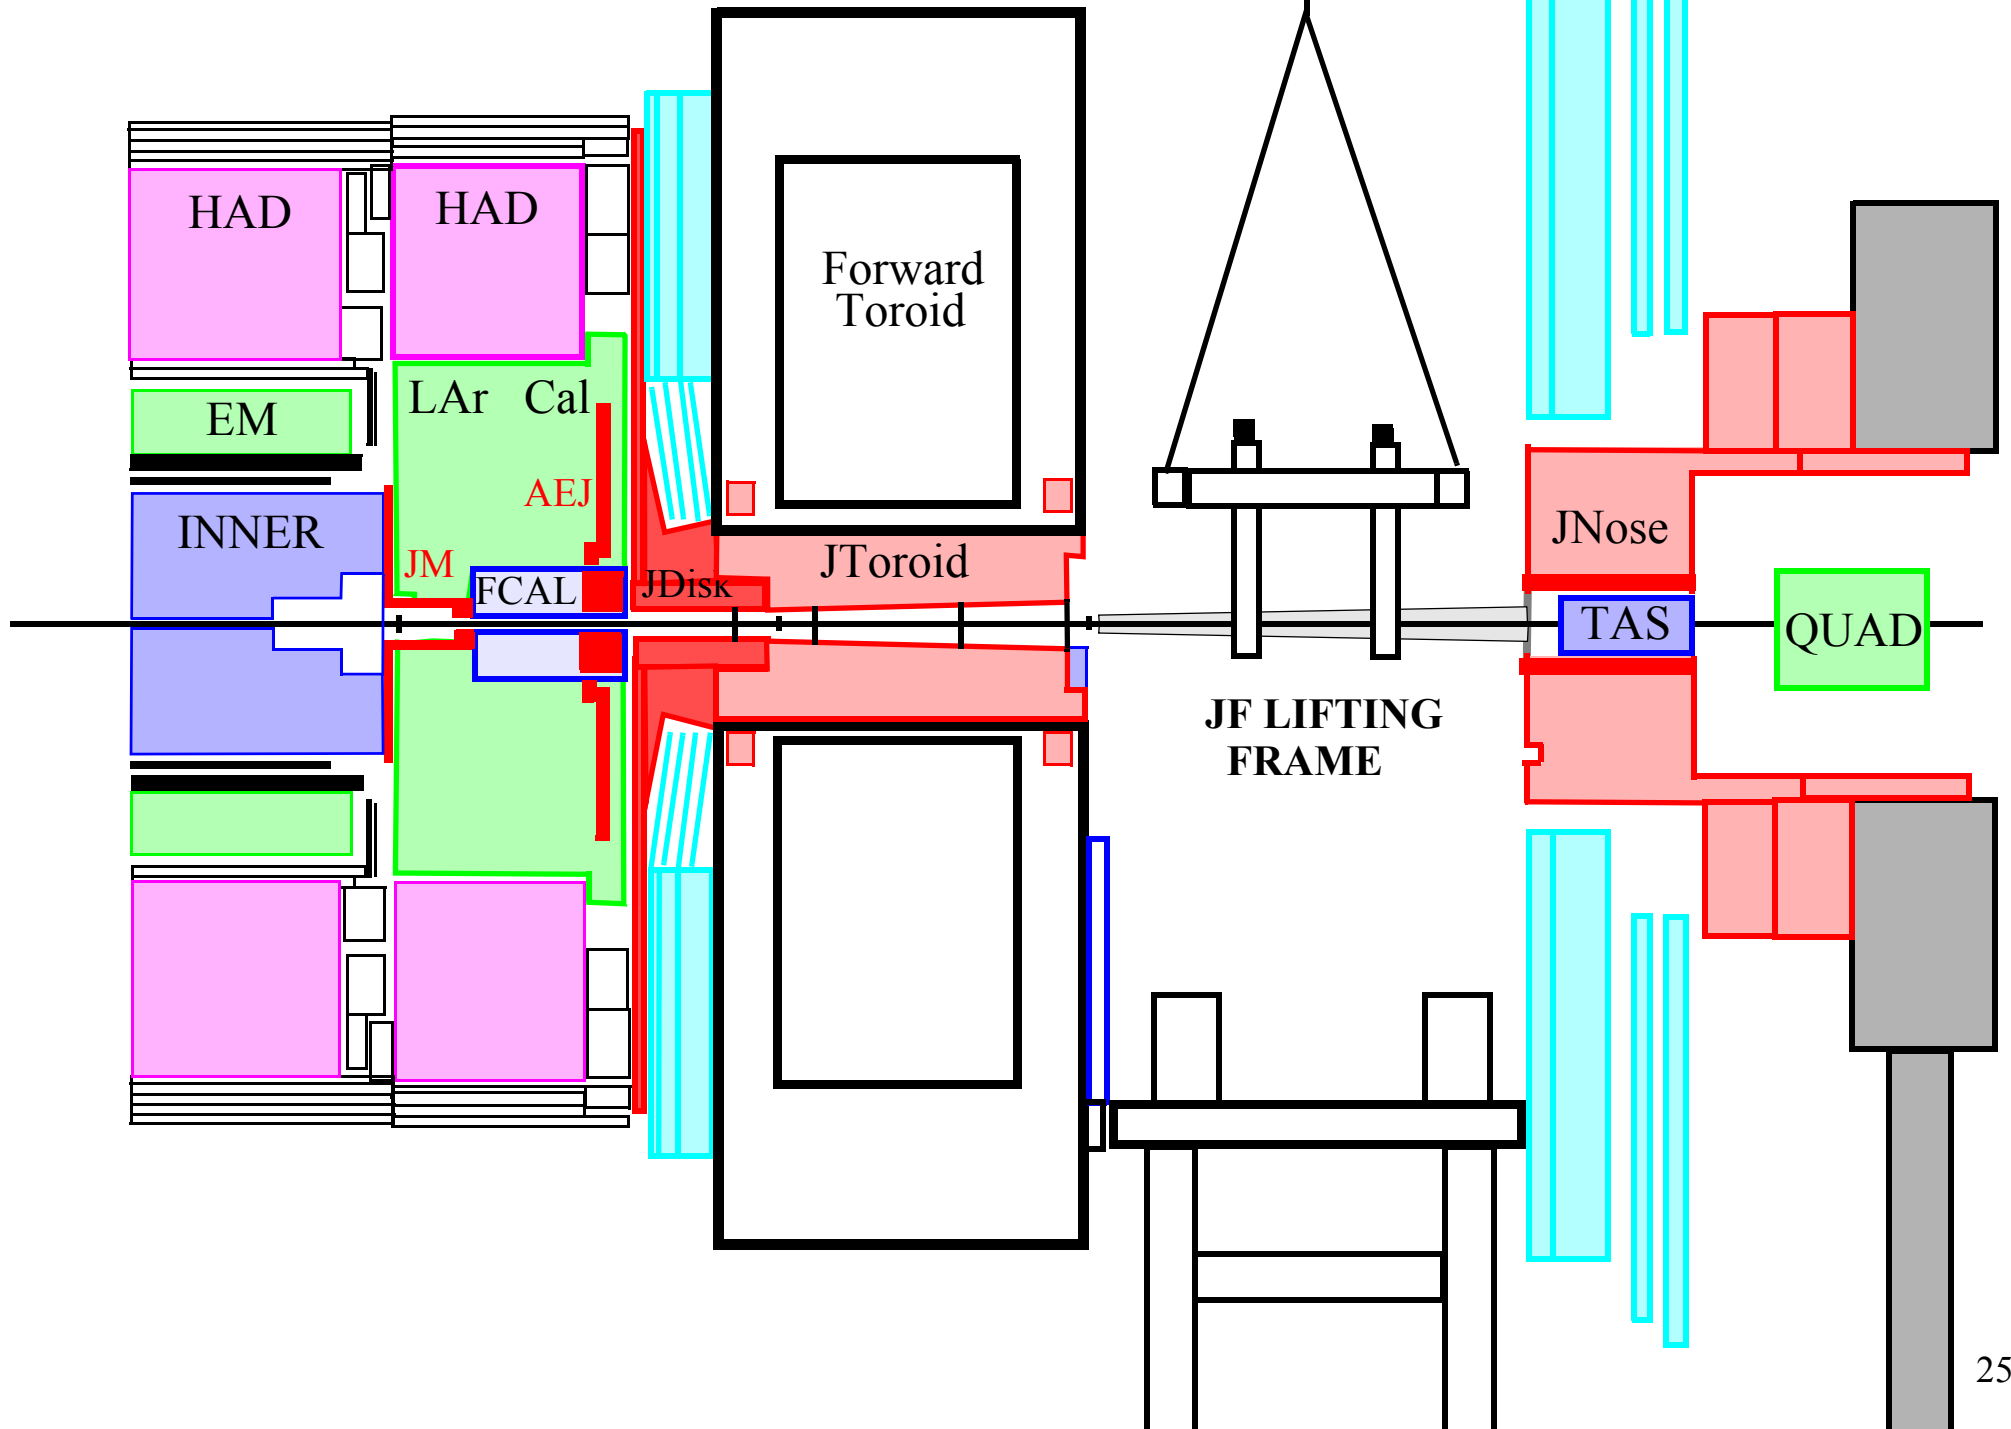 HAD
HAD
Forward
Toroid
LAr Cal
EM
AEJ
INNER
JM
JNose
JToroid
FCAL
JDisk
TAS
QUAD
JF LIFTING
FRAME
25